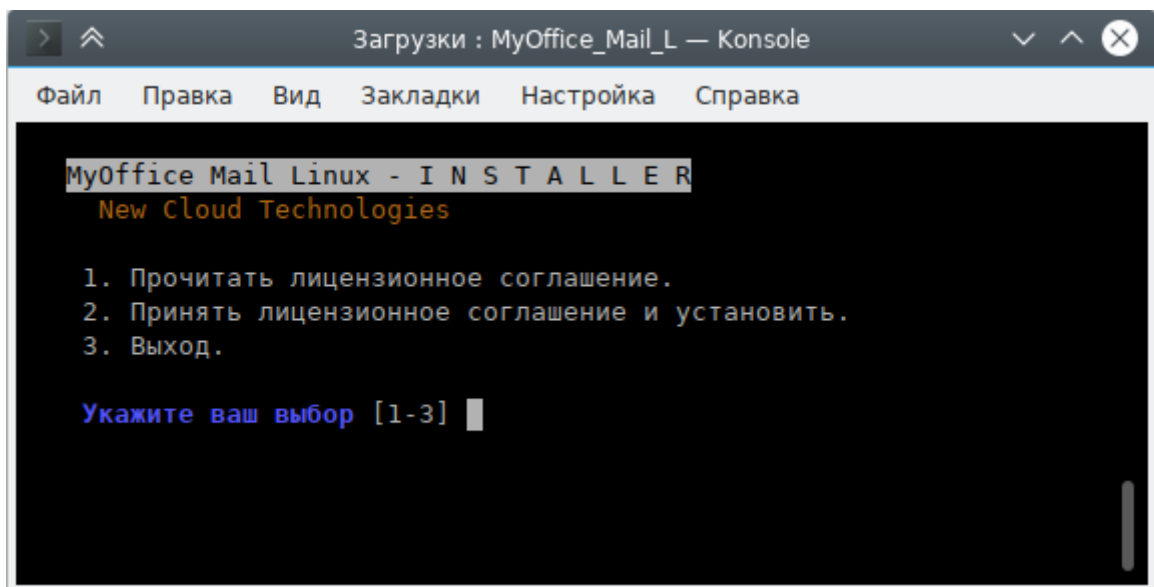 Загрузки : MyOffice_Mail_L — Konsole
Файл Правка Вид Закладки Настройка Справка
MyOffice Mail Linux - I N S T A L L E R
New Cloud Technologies
1. Прочитать лицензионное соглашение.
2. Принять лицензионное соглашение и установить.
3. Выход.
Укажите ваш выбор [1-3]